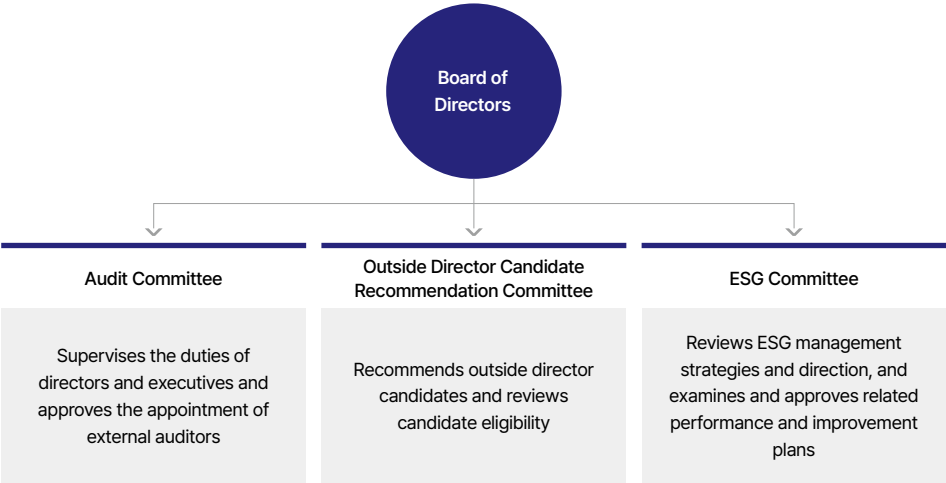 Board of
Directors
Audit Committee
Supervises the duties of
directors and executives and
approves the appointment of
external auditors
Outside Director Candidate
Recommendation Committee
Recommends outside director
candidates and reviews
candidate eligibility
ESG Committee
Reviews ESG management
strategies and direction, and
examines and approves related
performance and improvement
plans